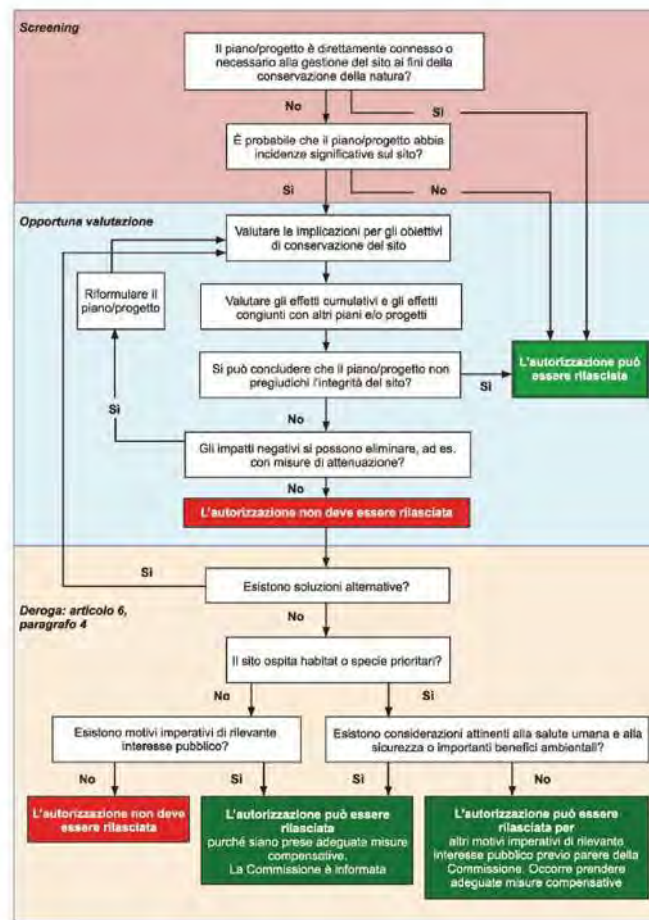 Screening
Il piano/progetto è direttamente connesso o
necessario alla gestione del sito ai fini della
conservazione della natura?
No
Sì
È probabile che il piano/progetto abbia
incidenze significative sul sito?
Sì
No
Opportuna valutazione
Valutare le implicazioni per gli obiettivi
di conservazione del sito
Riformulare il
piano/progetto
Valutare gli effetti cumulativi e gli effetti
congiunti con altri piani e/o progetti
Si può concludere che il piano/progetto non
pregiudichi l'integrità del sito?
Sì
L'autorizzazione può
essere rilasciata
Sì
No
Gli impatti negativi si possono eliminare, ad es.
con misure di attenuazione?
No
L'autorizzazione non deve essere rilasciata
Sì
Esistono soluzioni alternative?
Deroga: articolo 6,
paragrafo 4
No
Il sito ospita habitat o specie prioritari?
No
Sì
Esistono motivi imperativi di rilevante
interesse pubblico?
Esistono considerazioni attinenti alla salute umana e alla
sicurezza o importanti benefici ambientali?
No
Sì
Sì
No
L'autorizzazione non deve
essere rilasciata
L'autorizzazione può essere
rilasciata
purché siano prese adeguate misure
compensative.
La Commissione è informata
L'autorizzazione può essere
rilasciata per
altri motivi imperativi di rilevante
interesse pubblico previo parere della
Commissione. Occorre prendere
adeguate misure compensative